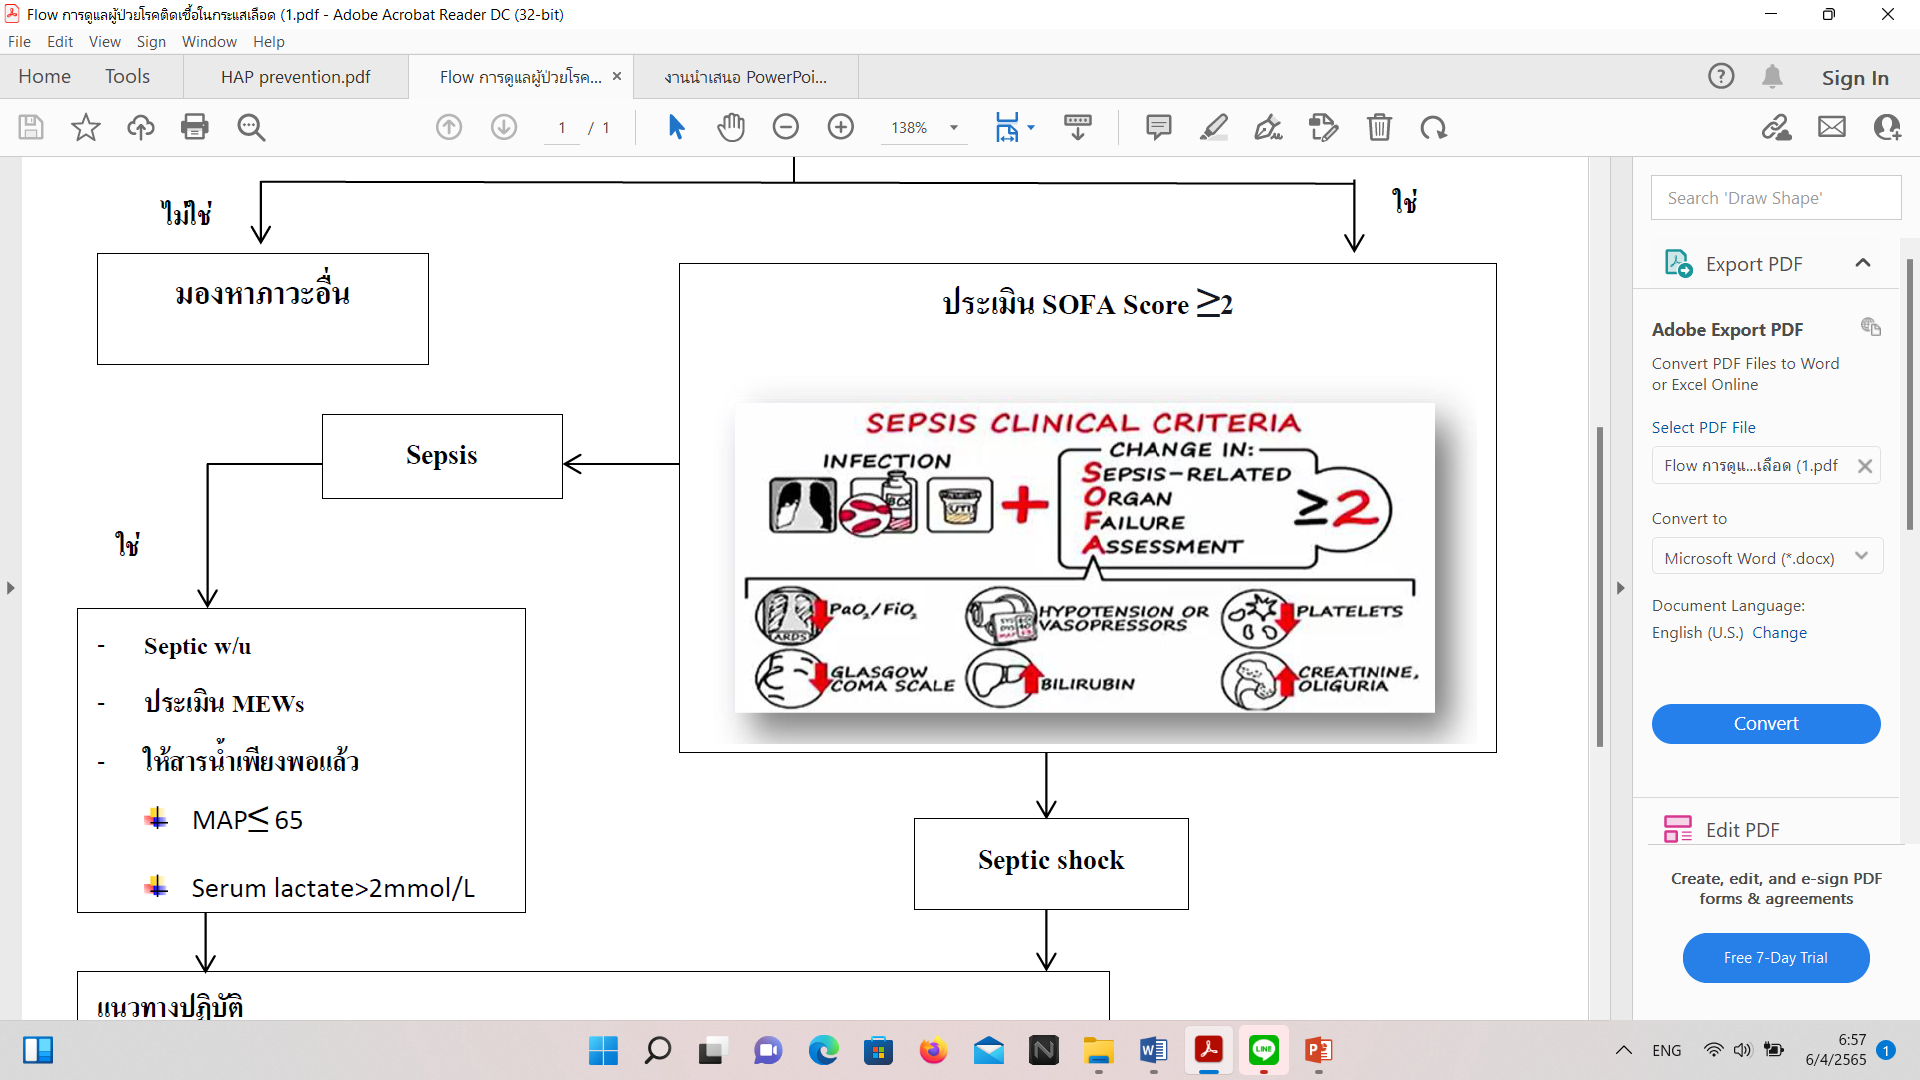 Flow การดูแลผู้ป่วยโรคติดเชื้อในกระแสเลือด (1.pdf - Adobe Acrobat Reader DC (32-bit)
File Edit View Sign Window Help
Home Tools HAP prevention.pdf Flow การดูแลผู้ป่วยโรค... × งานนำเสนอ PowerPoi... Sign In
1 / 1 138%
ไม่ใช่
ใช่
มองหาภาวะอื่น
ประเมิน SOFA Score ≥2
SEPSIS CLINICAL CRITERIA
INFECTION
CHANGE IN:
SEPSIS-RELATED
ORGAN
FAILURE
ASSESSMENT
≥2
UTI
PaO₂/FiO₂
ARDS
HYPOTENSION OR
VASOPRESSORS
PLATELETS
GLASGOW
COMA SCALE
BILIRUBIN
CREATININE,
OLIGURIA
Sepsis
ใช่
- Septic w/u
- ประเมิน MEWs
- ให้สารน้ำเพียงพอแล้ว
MAP≤ 65
Serum lactate>2mmol/L
Septic shock
แนวทางปฏิบัติ
Search 'Draw Shape'
Export PDF
Adobe Export PDF
Convert PDF Files to Word
or Excel Online
Select PDF File
Flow การดูแ...เลือด (1.pdf
Convert to
Microsoft Word (*.docx)
Document Language:
English (U.S.) Change
Convert
Edit PDF
Create, edit, and e-sign PDF
forms & agreements
Free 7-Day Trial
ENG
6:57
6/4/2565
1